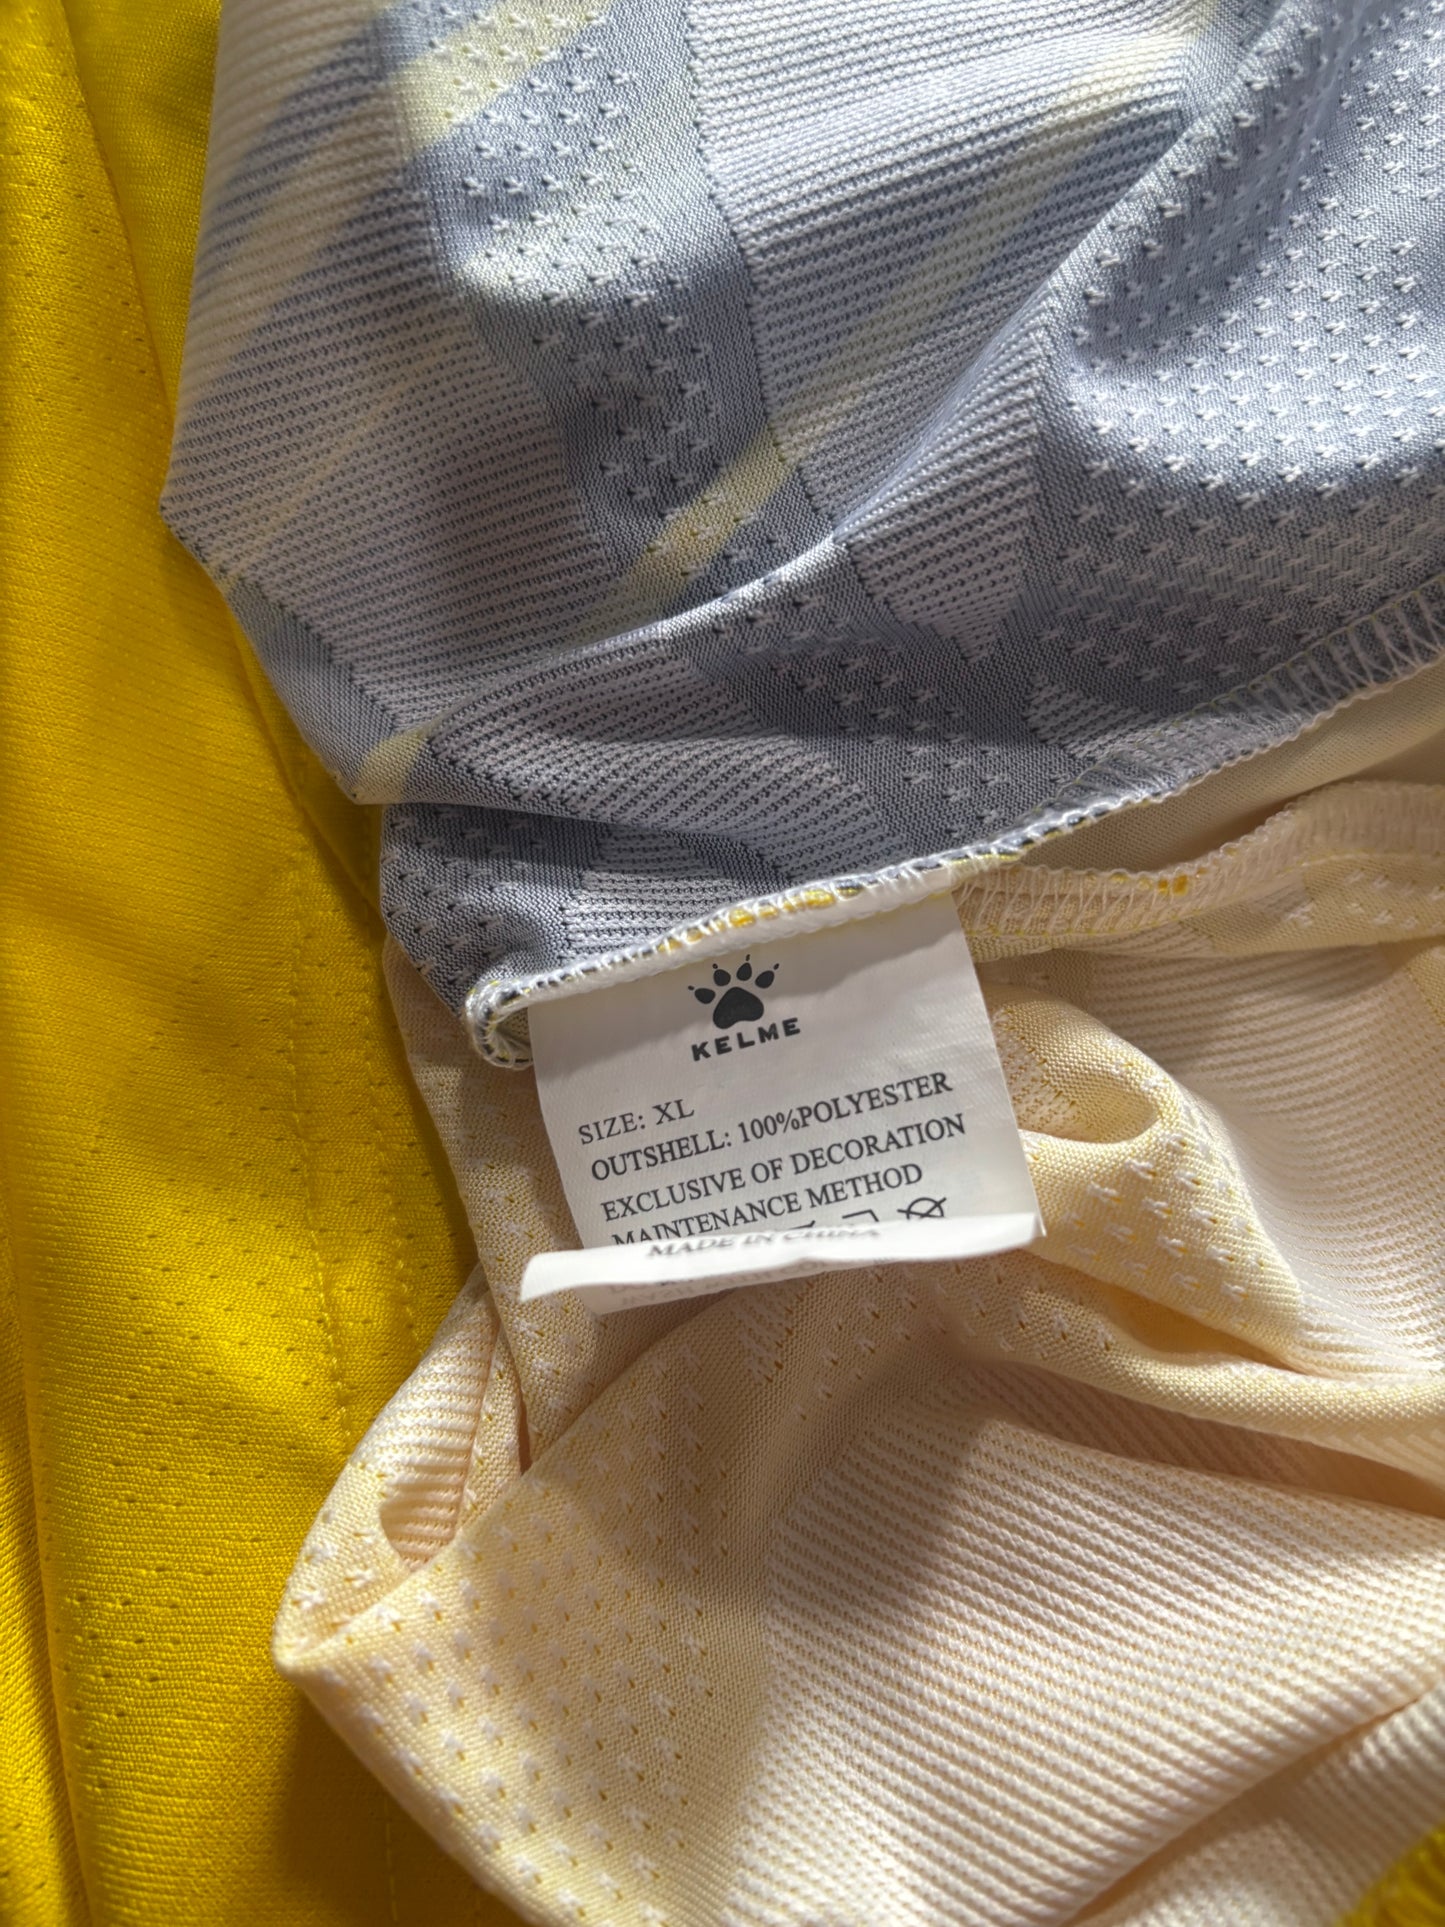 KELME
SIZE: XL
OUTSHELL: 100%POLYESTER
EXCLUSIVE OF DECORATION
MAINTENANCE METHOD
MADE IN CHINA